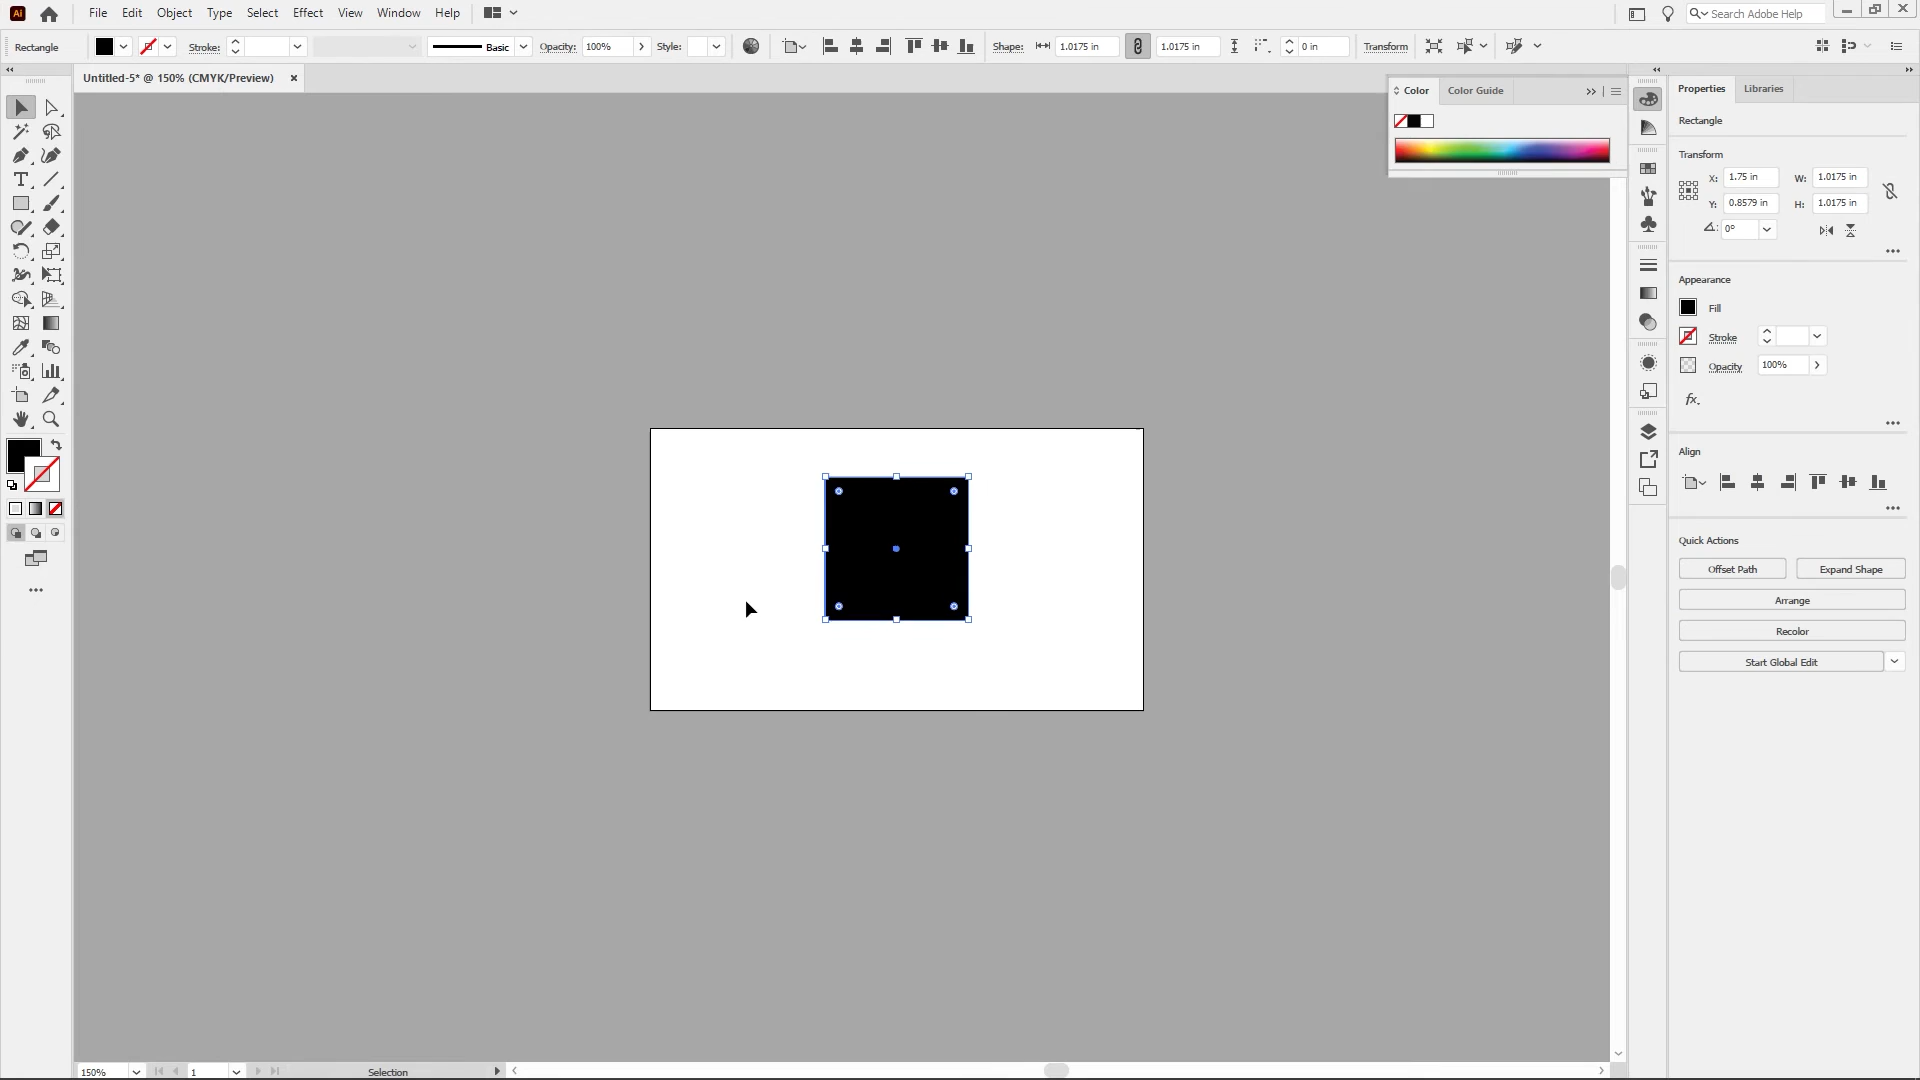 Ai File Edit Object Type Select Effect View Window Help Search Adobe Help
Rectangle Stroke: Basic Opacity: 100% Style: Shape: 1.0175 in 1.0175 in 0 in Transform
Untitled-5* @ 150% (CMYK/Preview) ×
Color Color Guide
Properties Libraries
Rectangle
Transform
X: 1.75 in W: 1.0175 in
Y: 0.8579 in H: 1.0175 in
0°
Appearance
Fill
Stroke
Opacity 100%
fx.
Align
Quick Actions
Offset Path Expand Shape
Arrange
Recolor
Start Global Edit
150% 1 Selection